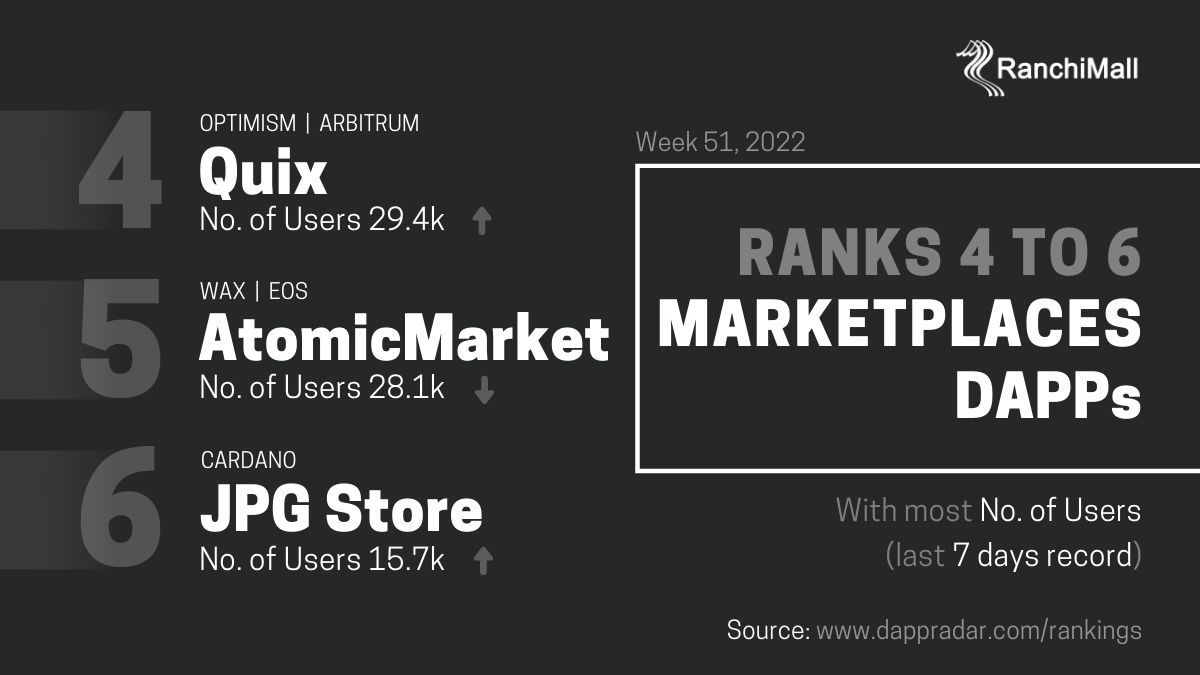 RanchiMall
4
OPTIMISM | ARBITRUM
Quix
No. of Users 29.4k
5
WAX | EOS
AtomicMarket
No. of Users 28.1k
6
CARDANO
JPG Store
No. of Users 15.7k
Week 51, 2022
RANKS 4 TO 6
MARKETPLACES
DAPPs
With most No. of Users
(last 7 days record)
Source: www.dappradar.com/rankings